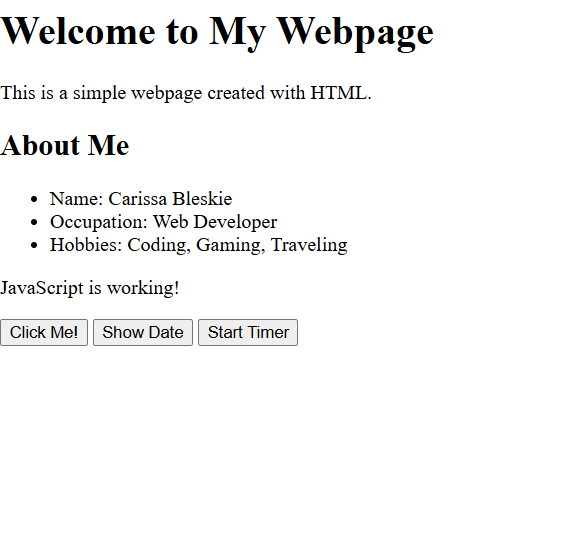 Welcome to My Webpage
This is a simple webpage created with HTML.
About Me
Name: Carissa Bleskie
Occupation: Web Developer
Hobbies: Coding, Gaming, Traveling
JavaScript is working!
Click Me! Show Date Start Timer